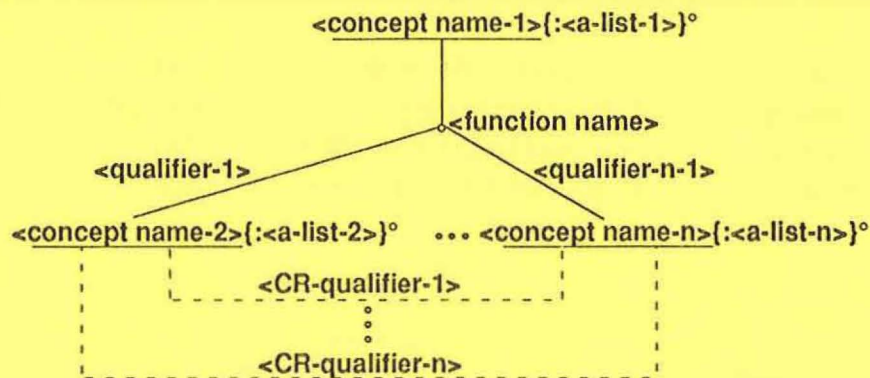 <concept name-1>{:<a-list-1>}°
<function name>
<qualifier-1>
<qualifier-n-1>
<concept name-2>{:<a-list-2>}° ••• <concept name-n>{:<a-list-n>}°
<CR-qualifier-1>
<CR-qualifier-n>